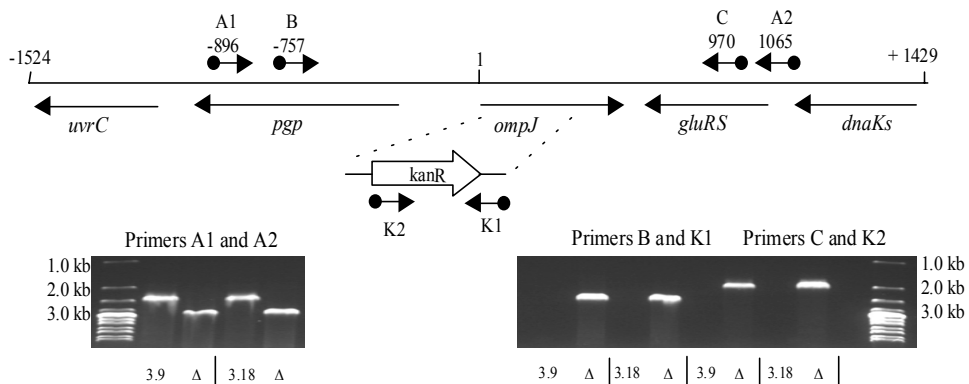 A1 B C A2
-896 -757 970 1065
-1524 1 + 1429
uvrC pgp ompJ gluRS dnaKs
kanR
K2 K1
Primers A1 and A2 Primers B and K1 Primers C and K2
1.0 kb 1.0 kb
2.0 kb 2.0 kb
3.0 kb 3.0 kb
3.9 Δ 3.18 Δ 3.9 Δ 3.18 Δ 3.9 Δ 3.18 Δ